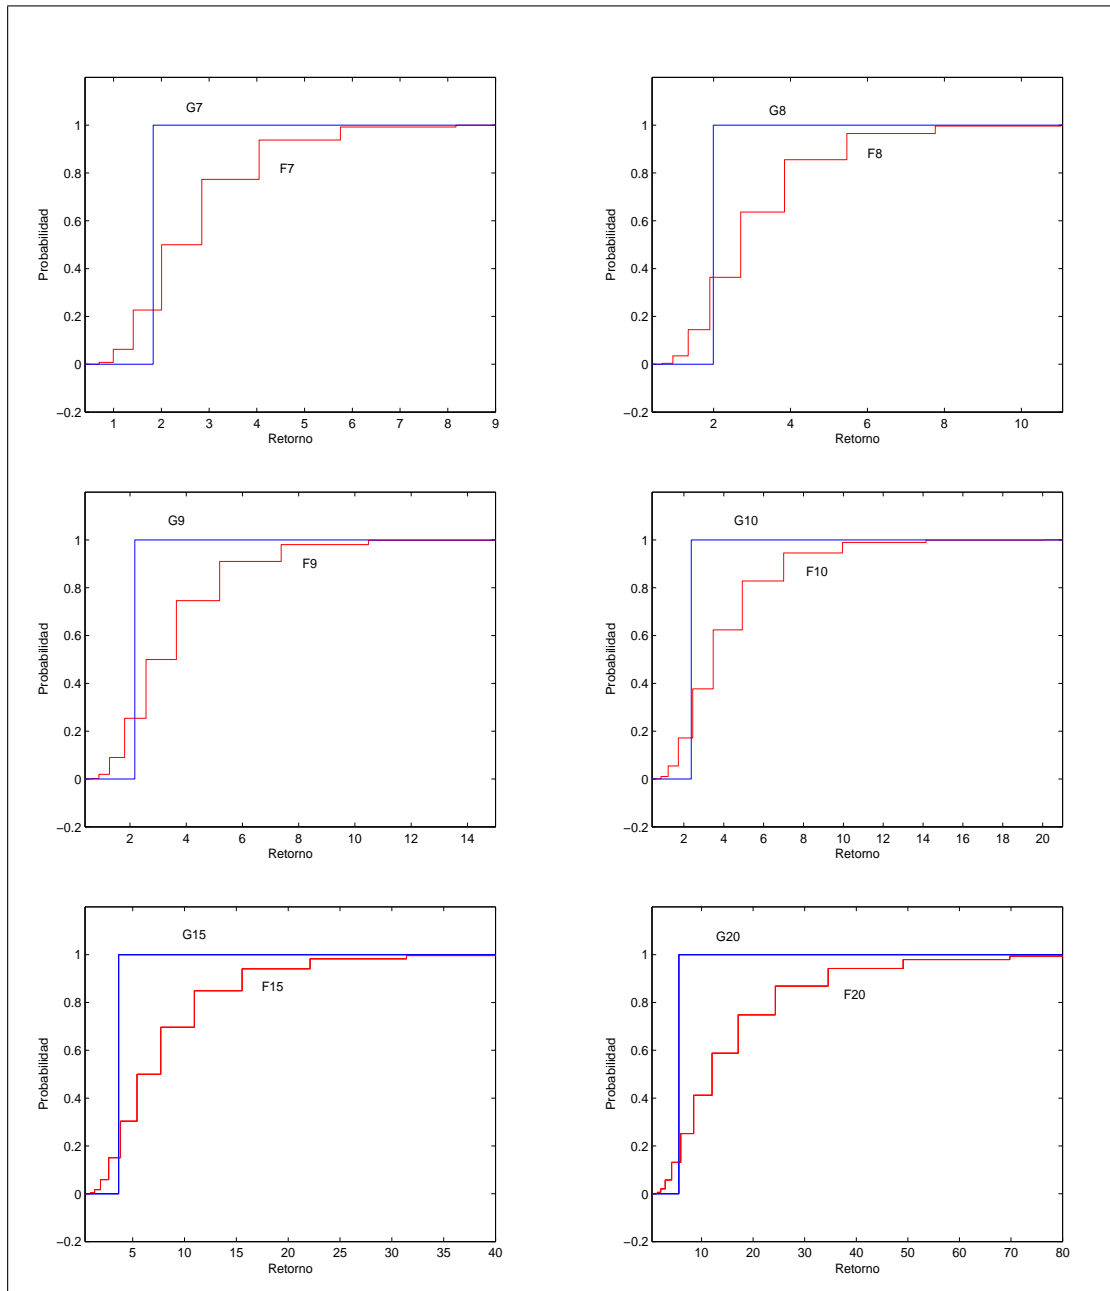 G7
F7
1
0.8
0.6
0.4
0.2
0
−0.2
Probabilidad
1 2 3 4 5 6 7 8 9
Retorno
G8
F8
1
0.8
0.6
0.4
0.2
0
−0.2
Probabilidad
2 4 6 8 10
Retorno
G9
F9
1
0.8
0.6
0.4
0.2
0
−0.2
Probabilidad
2 4 6 8 10 12 14
Retorno
G10
F10
1
0.8
0.6
0.4
0.2
0
−0.2
Probabilidad
2 4 6 8 10 12 14 16 18 20
Retorno
G15
F15
1
0.8
0.6
0.4
0.2
0
−0.2
Probabilidad
5 10 15 20 25 30 35 40
Retorno
G20
F20
1
0.8
0.6
0.4
0.2
0
−0.2
Probabilidad
10 20 30 40 50 60 70 80
Retorno